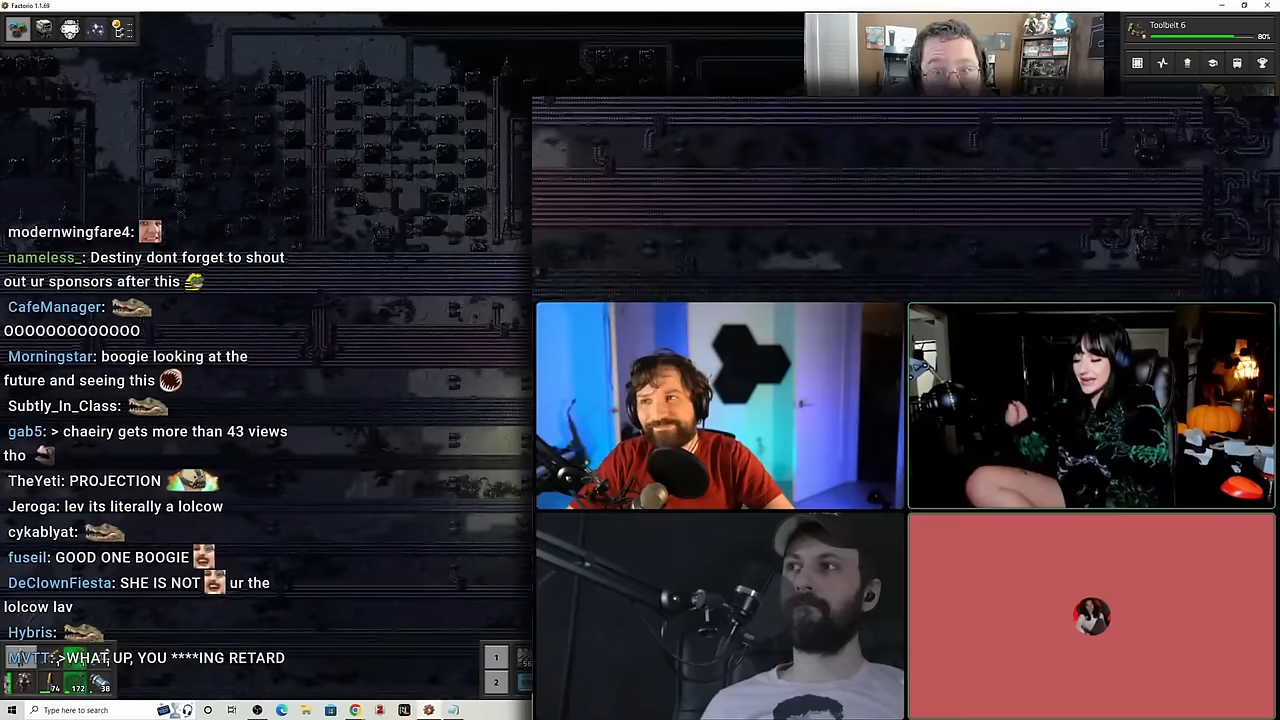 Factorio 1.1.69
Toolbelt 6
80%
modernwingfare4:
nameless_: Destiny dont forget to shout
out ur sponsors after this
CafeManager:
OOOOOOOOOOOOO
Morningstar: boogie looking at the
future and seeing this
Subtly_In_Class:
gab5: > chaeiry gets more than 43 views
tho
TheYeti: PROJECTION
Jeroga: lev its literally a lolcow
cykablyat:
fuseil: GOOD ONE BOOGIE
DeClownFiesta: SHE IS NOT ur the
lolcow lav
Hybris:
MVTT: >WHAT UP, YOU ****ING RETARD
74
172
38
1
2
56
Type here to search